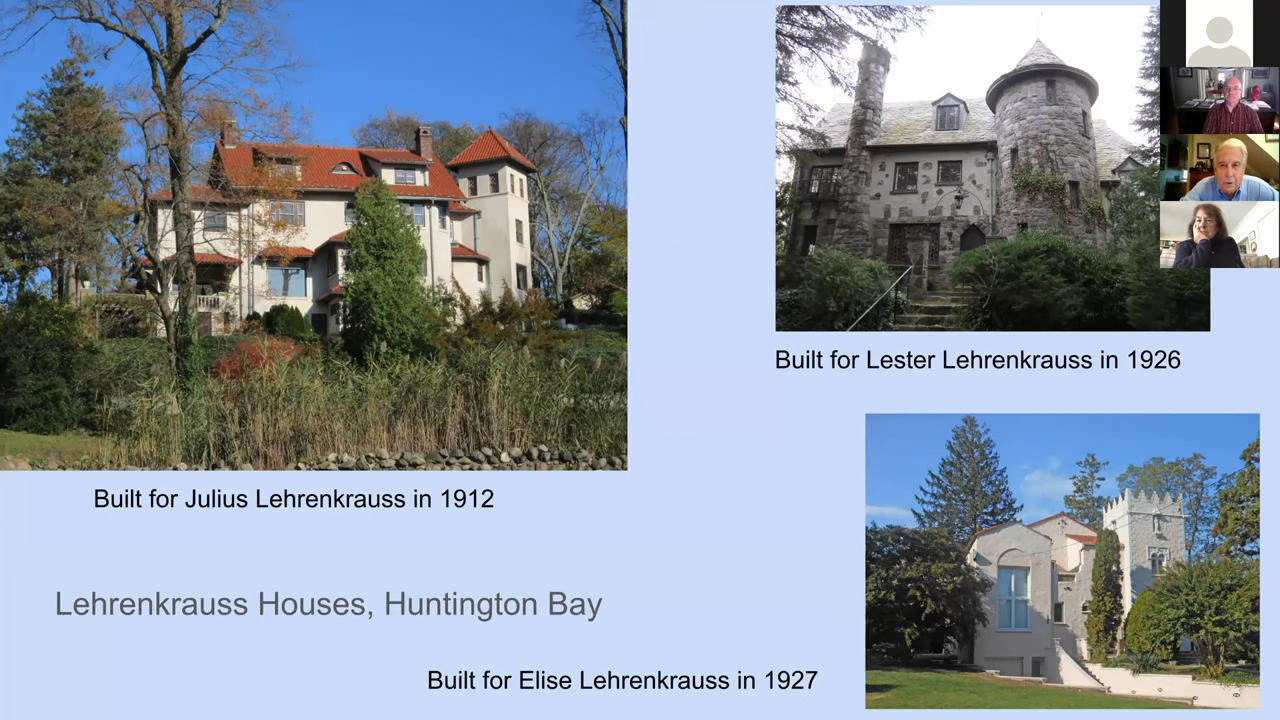 Built for Lester Lehrenkrauss in 1926
Built for Julius Lehrenkrauss in 1912
Lehrenkrauss Houses, Huntington Bay
Built for Elise Lehrenkrauss in 1927